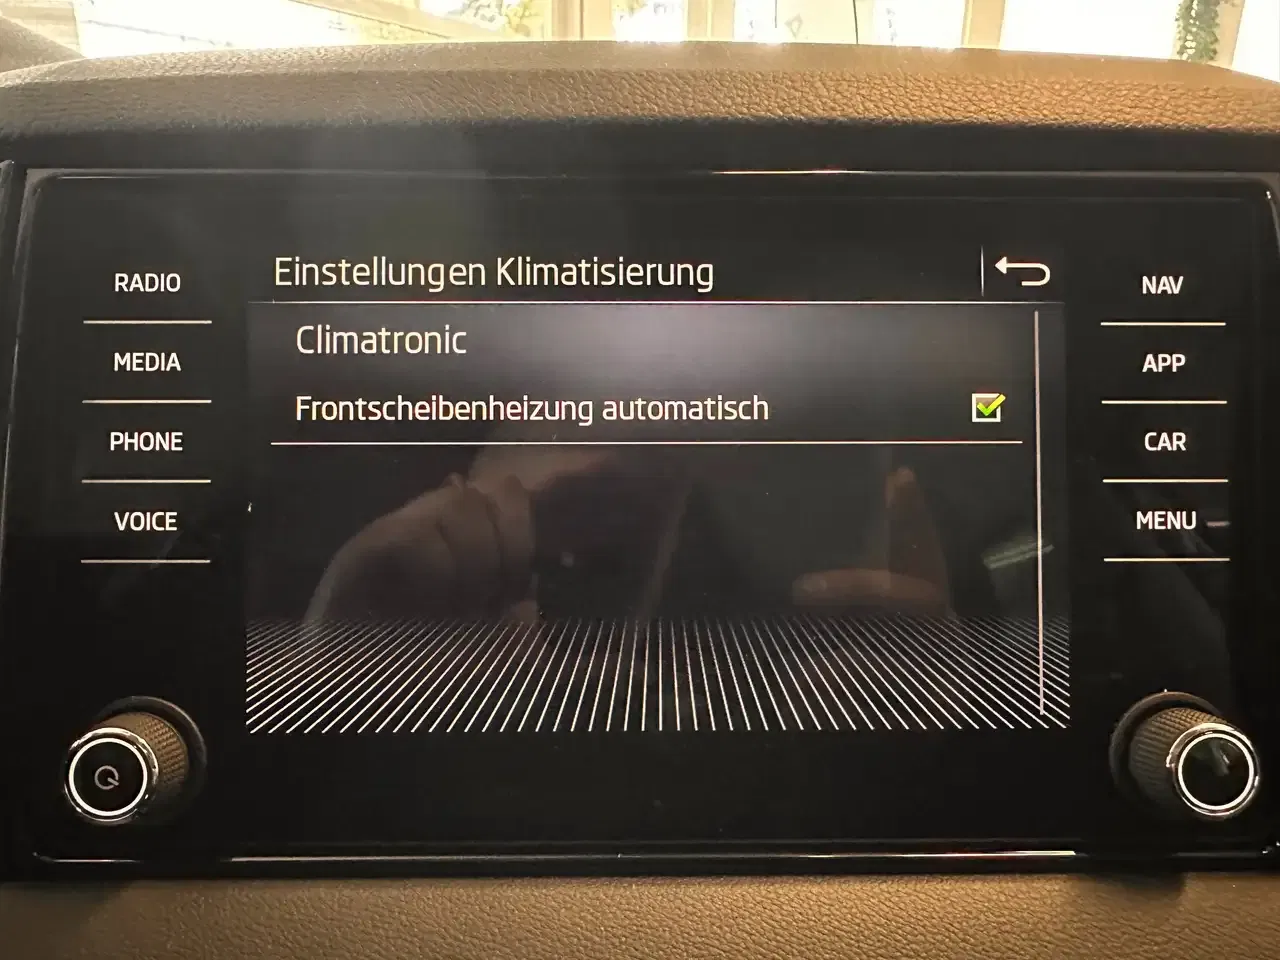 Einstellungen Klimatisierung
Climatronic
Frontscheibenheizung automatisch
RADIO
MEDIA
PHONE
VOICE
NAV
APP
CAR
MENU